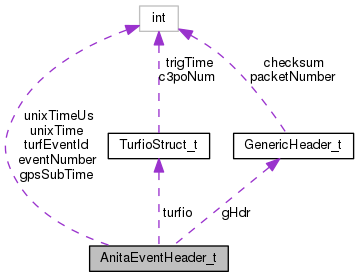 int
trigTime
c3poNum
checksum
packetNumber
unixTimeUs
unixTime
turfEventId
eventNumber
gpsSubTime
TurfioStruct_t
GenericHeader_t
turfio
gHdr
AnitaEventHeader_t